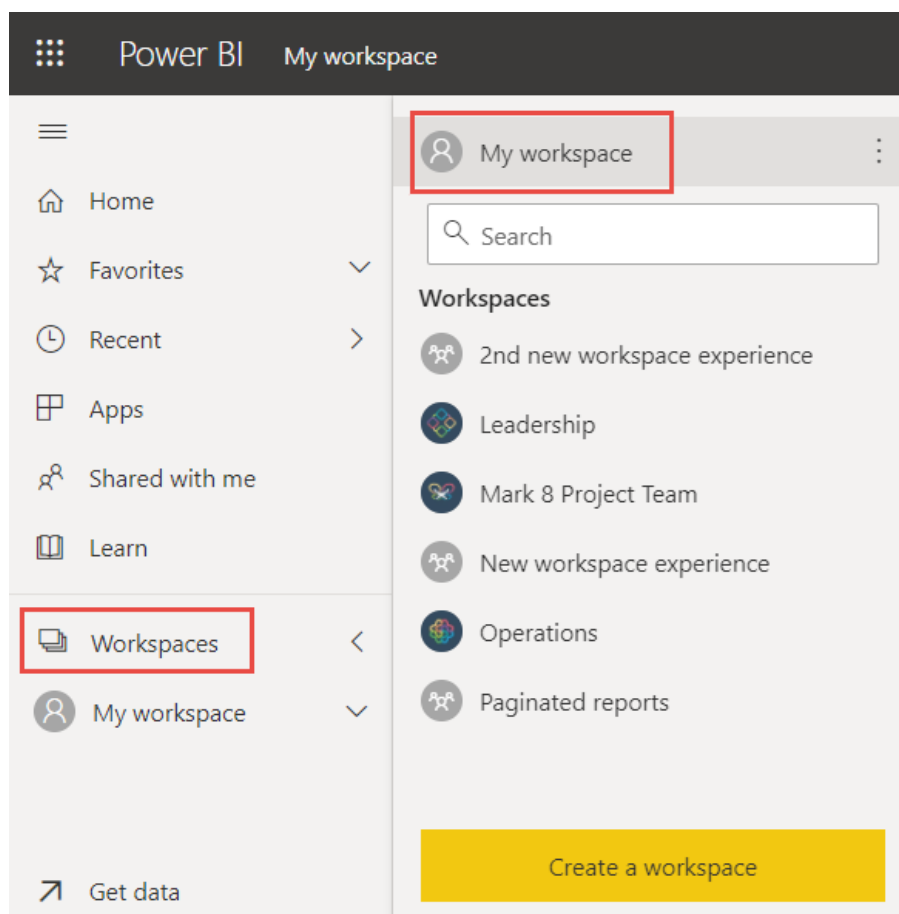 Power BI My workspace
Home
Favorites
Recent
Apps
Shared with me
Learn
Workspaces
My workspace
Get data
My workspace
Search
Workspaces
2nd new workspace experience
Leadership
Mark 8 Project Team
New workspace experience
Operations
Paginated reports
Create a workspace